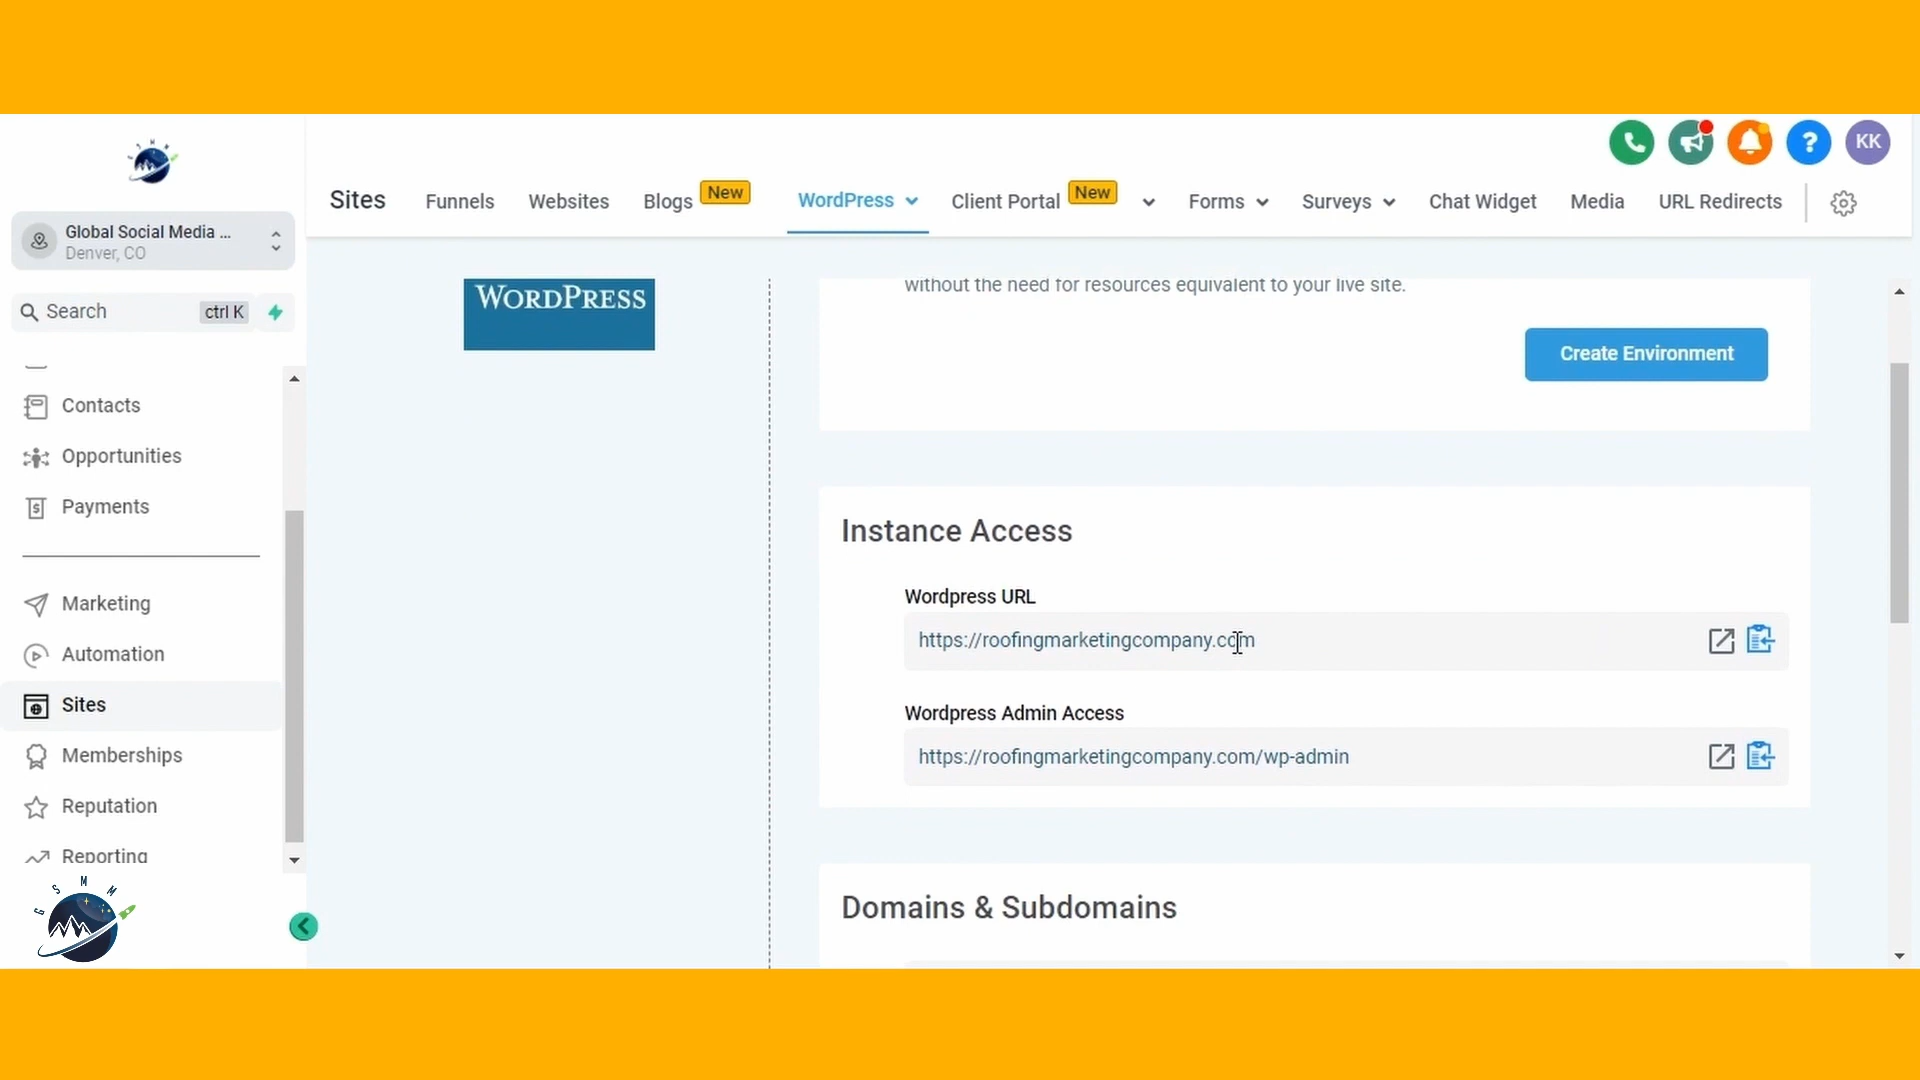 KK
Sites
Funnels
Websites
Blogs
New
WordPress
Client Portal
New
Forms
Surveys
Chat Widget
Media
URL Redirects
Global Social Media ...
Denver, CO
Search
ctrl K
Contacts
Opportunities
Payments
Marketing
Automation
Sites
Memberships
Reputation
Reporting
G S M M
WORDPRESS
without the need for resources equivalent to your live site.
Create Environment
Instance Access
Wordpress URL
https://roofingmarketingcompany.com
Wordpress Admin Access
https://roofingmarketingcompany.com/wp-admin
Domains & Subdomains